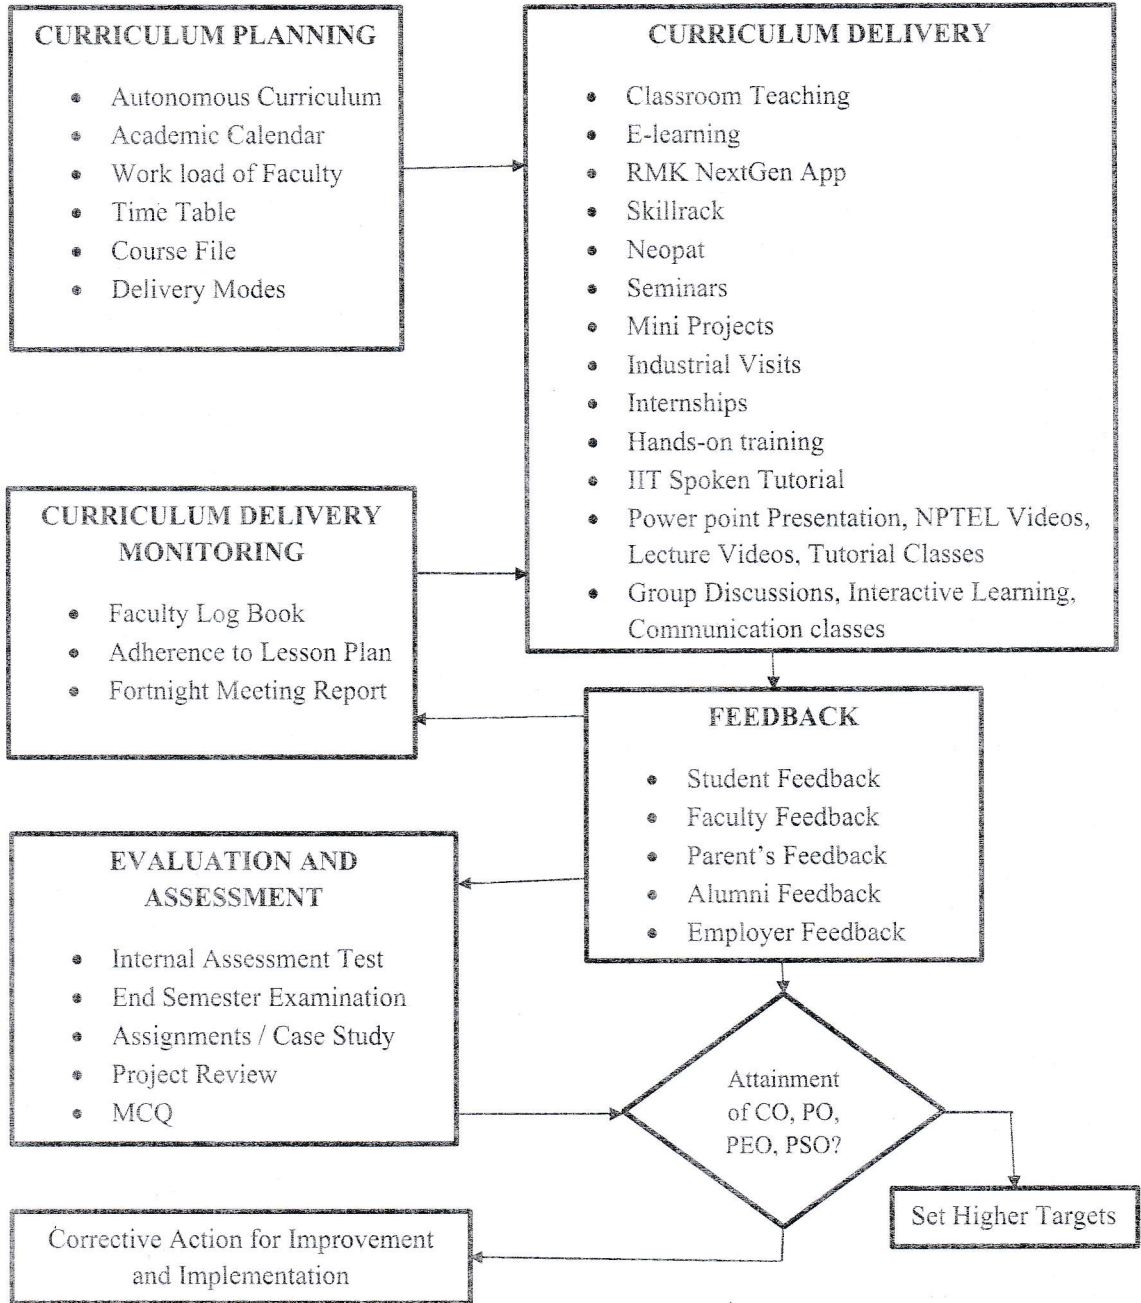 CURRICULUM PLANNING
• Autonomous Curriculum
• Academic Calendar
• Work load of Faculty
• Time Table
• Course File
• Delivery Modes
CURRICULUM DELIVERY
• Classroom Teaching
• E-learning
• RMK NextGen App
• Skillrack
• Neopat
• Seminars
• Mini Projects
• Industrial Visits
• Internships
• Hands-on training
• IIT Spoken Tutorial
• Power point Presentation, NPTEL Videos,
Lecture Videos, Tutorial Classes
• Group Discussions, Interactive Learning,
Communication classes
CURRICULUM DELIVERY
MONITORING
• Faculty Log Book
• Adherence to Lesson Plan
• Fortnight Meeting Report
FEEDBACK
• Student Feedback
• Faculty Feedback
• Parent's Feedback
• Alumni Feedback
• Employer Feedback
EVALUATION AND
ASSESSMENT
• Internal Assessment Test
• End Semester Examination
• Assignments / Case Study
• Project Review
• MCQ
Attainment
of CO, PO,
PEO, PSO?
Set Higher Targets
Corrective Action for Improvement
and Implementation